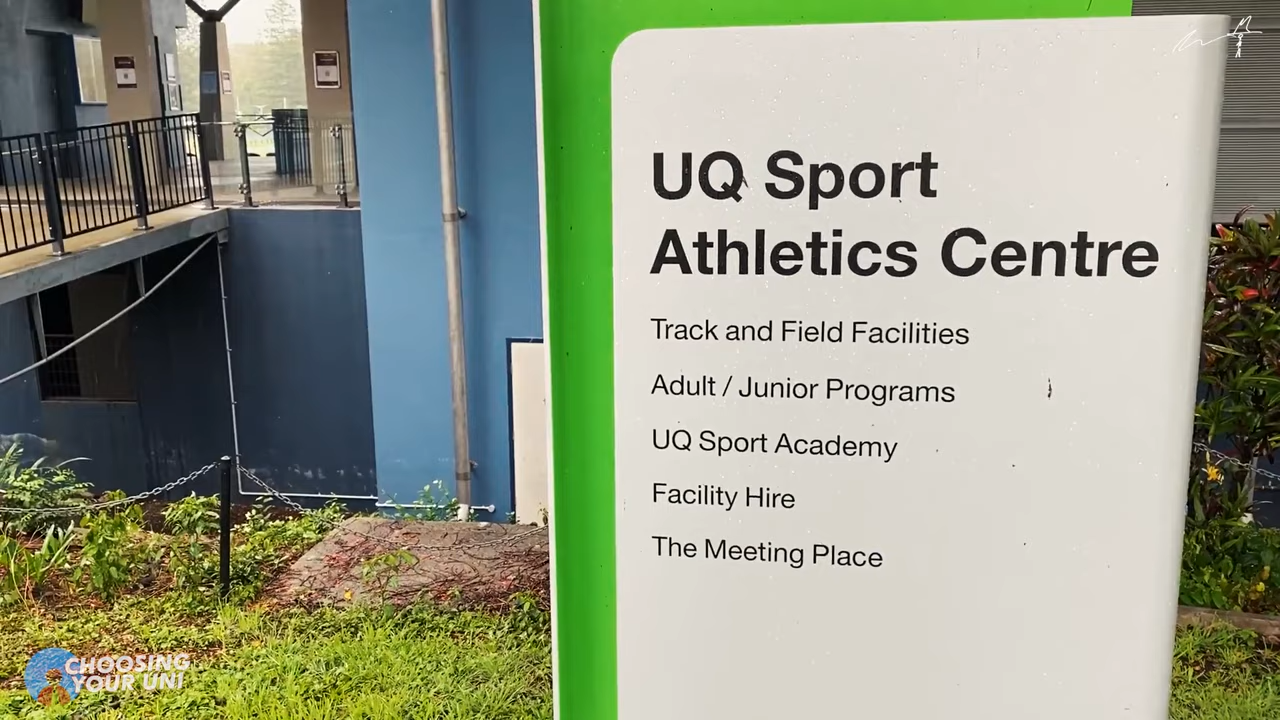 UQ Sport
Athletics Centre
Track and Field Facilities
Adult / Junior Programs
UQ Sport Academy
Facility Hire
The Meeting Place
CHOOSING
YOUR UNI